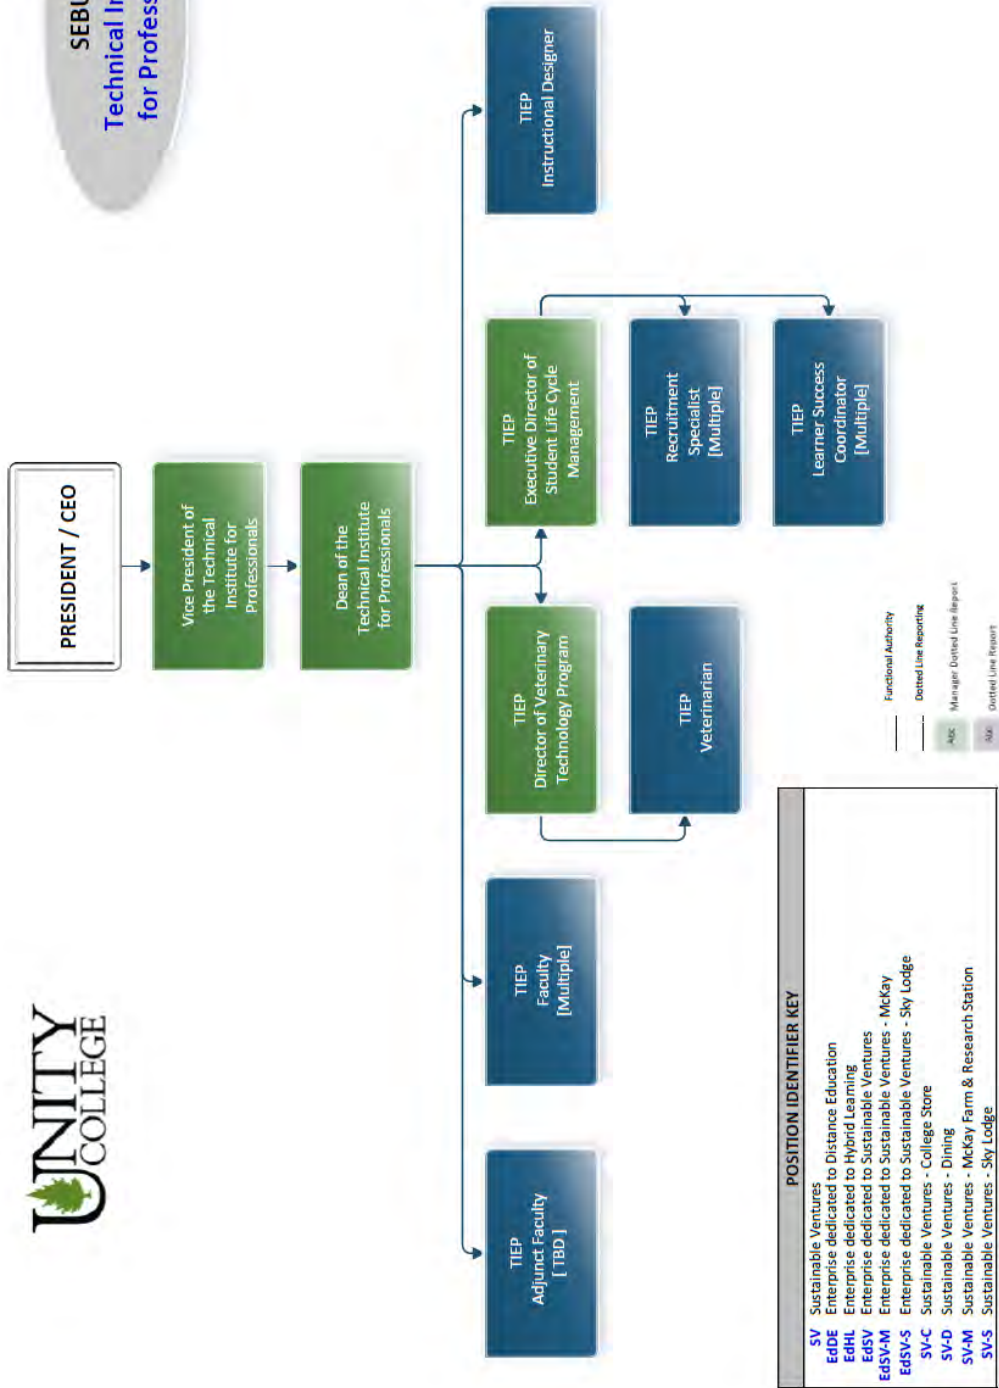 UNITY
COLLEGE
SEBU
Technical In
for Profess
PRESIDENT / CEO
Vice President of
the Technical
Institute for
Professionals
Dean of the
Technical Institute
for Professionals
TIEP
Adjunct Faculty
[ TBD ]
TIEP
Faculty
[Multiple]
TIEP
Director of Veterinary
Technology Program
TIEP
Executive Director of
Student Life Cycle
Management
TIEP
Instructional Designer
TIEP
Veterinarian
TIEP
Recruitment
Specialist
[Multiple]
TIEP
Learner Success
Coordinator
[Multiple]
POSITION IDENTIFIER KEY
SV Sustainable Ventures
EdDE Enterprise dedicated to Distance Education
EdHL Enterprise dedicated to Hybrid Learning
EdSV Enterprise dedicated to Sustainable Ventures
EdSV-M Enterprise dedicated to Sustainable Ventures - McKay
EdSV-S Enterprise dedicated to Sustainable Ventures - Sky Lodge
SV-C Sustainable Ventures - College Store
SV-D Sustainable Ventures - Dining
SV-M Sustainable Ventures - McKay Farm & Research Station
SV-S Sustainable Ventures - Sky Lodge
Functional Authority
Dotted Line Reporting
Abc Manager Dotted Line Report
Abc Dotted Line Report